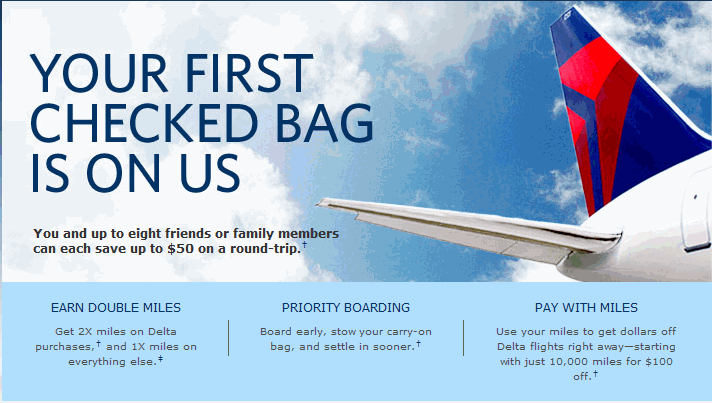 YOUR FIRST
CHECKED BAG
IS ON US
You and up to eight friends or family members
can each save up to $50 on a round-trip.†
EARN DOUBLE MILES
Get 2X miles on Delta
purchases,† and 1X miles on
everything else.‡
PRIORITY BOARDING
Board early, stow your carry-on
bag, and settle in sooner.†
PAY WITH MILES
Use your miles to get dollars off
Delta flights right away—starting
with just 10,000 miles for $100
off.†